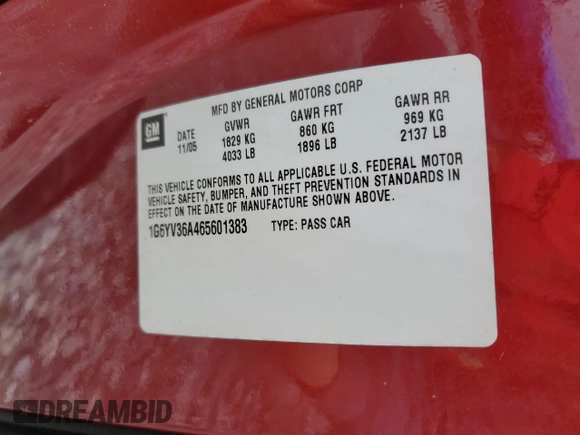 MFD BY GENERAL MOTORS CORP
GM
DATE GVWR GAWR FRT GAWR RR
11/05 1829 KG 860 KG 969 KG
4033 LB 1896 LB 2137 LB
THIS VEHICLE CONFORMS TO ALL APPLICABLE U.S. FEDERAL MOTOR
VEHICLE SAFETY, BUMPER, AND THEFT PREVENTION STANDARDS IN
EFFECT ON THE DATE OF MANUFACTURE SHOWN ABOVE.
1G6YV36A465601383 TYPE: PASS CAR
DREAMBID